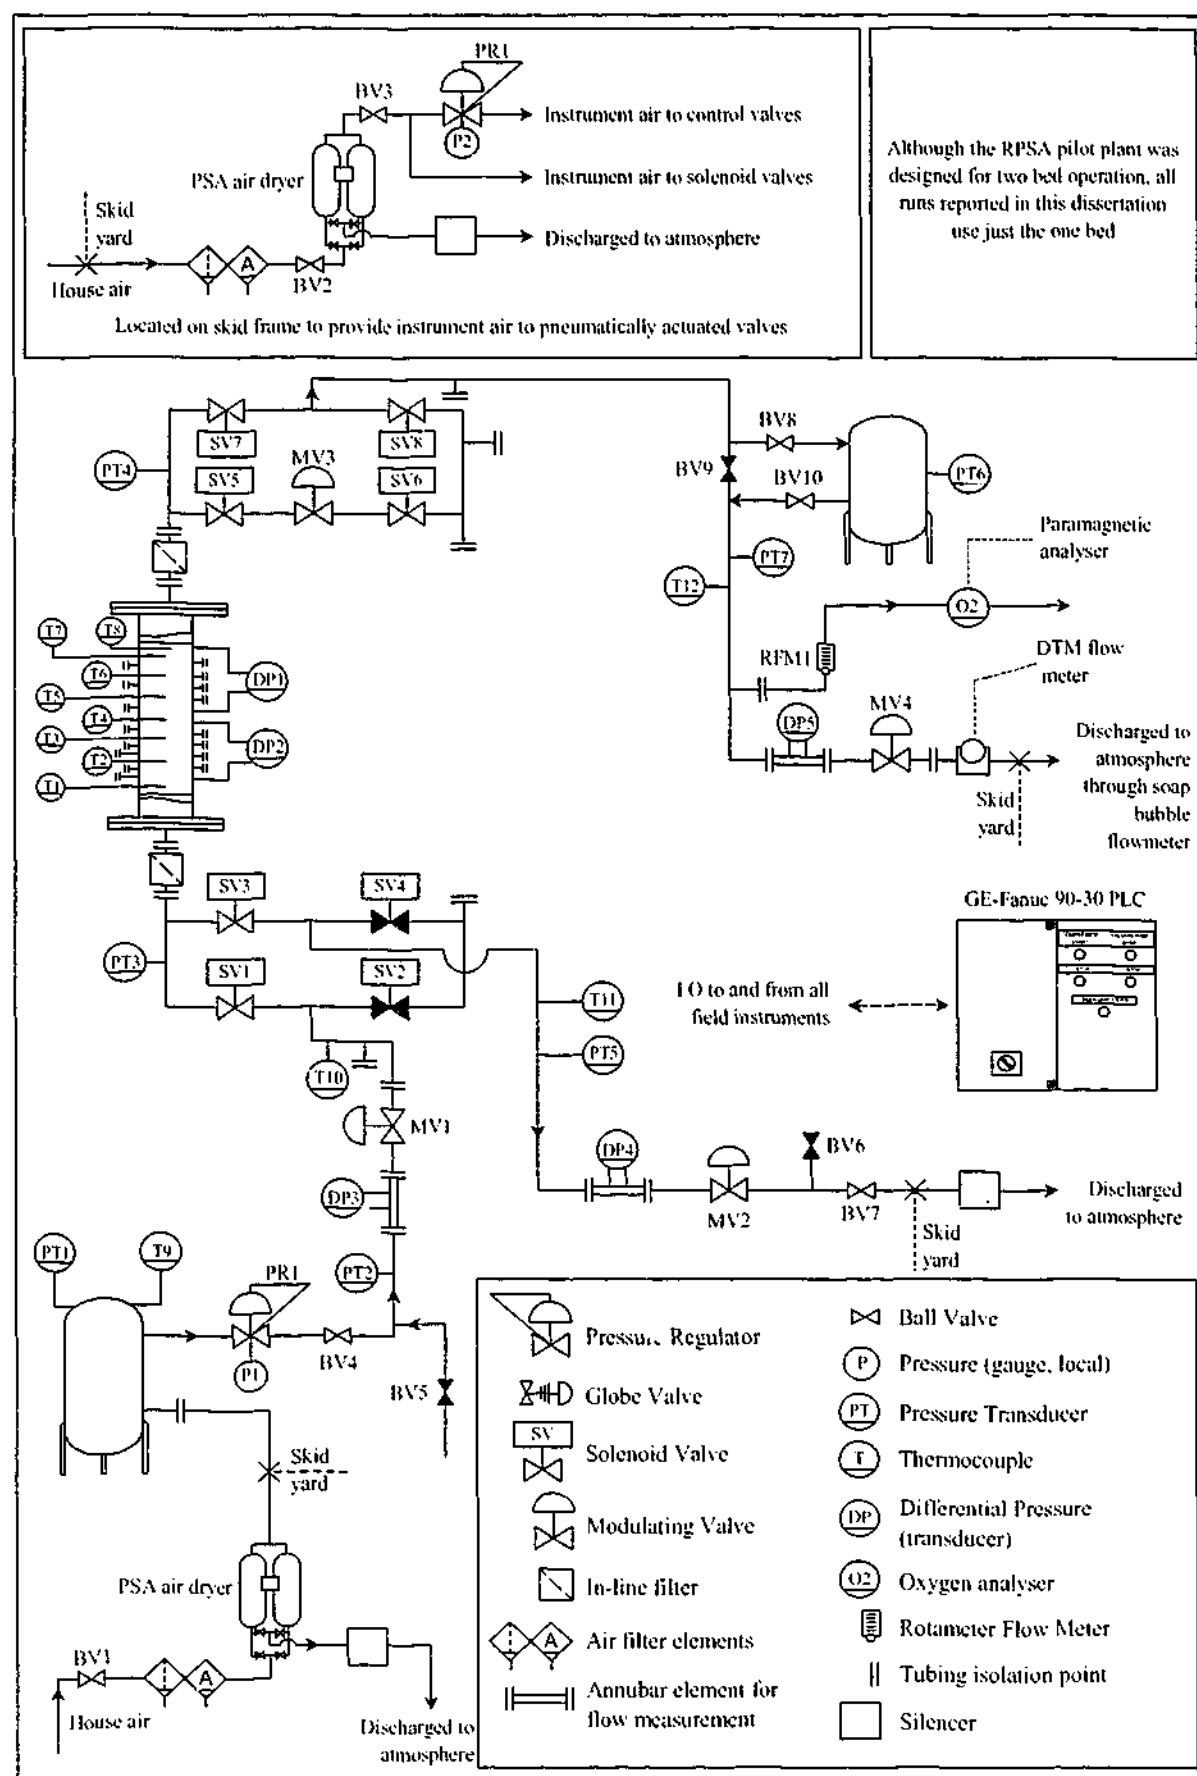 PR1
BV3
Instrument air to control valves
P2
PSA air dryer
Instrument air to solenoid valves
Skid
yard
Discharged to atmosphere
A
House air
BV2
Located on skid frame to provide instrument air to pneumatically actuated valves
Although the RPSA pilot plant was
designed for two bed operation, all
runs reported in this dissertation
use just the one bed
SV7
SV8
PT4
MV3
SV5
SV6
BV8
BV9
BV10
PT6
Paramagnetic
analyser
PT7
T12
O2
RFM1
DTM flow
meter
MV4
DP5
Discharged to
atmosphere
through soap
bubble
flowmeter
Skid
yard
T7
T8
T6
DP1
T5
T4
T3
DP2
T2
T1
SV3
SV4
PT3
SV1
SV2
T11
PT5
T10
MV1
GE-Fanuc 90-30 PLC
I O to and from all
field instruments
DP4
BV6
DP3
MV2
BV7
Discharged
to atmosphere
Skid
yard
PT1
T9
PR1
PT2
P1
BV4
BV5
Skid
yard
PSA air dryer
BV1
A
House air
Discharged to
atmosphere
Pressure Regulator
Globe Valve
SV
Solenoid Valve
Modulating Valve
In-line filter
A
Air filter elements
Annubar element for
flow measurement
Ball Valve
P
Pressure (gauge, local)
PT
Pressure Transducer
T
Thermocouple
DP
Differential Pressure
(transducer)
O2
Oxygen analyser
Rotameter Flow Meter
Tubing isolation point
Silencer